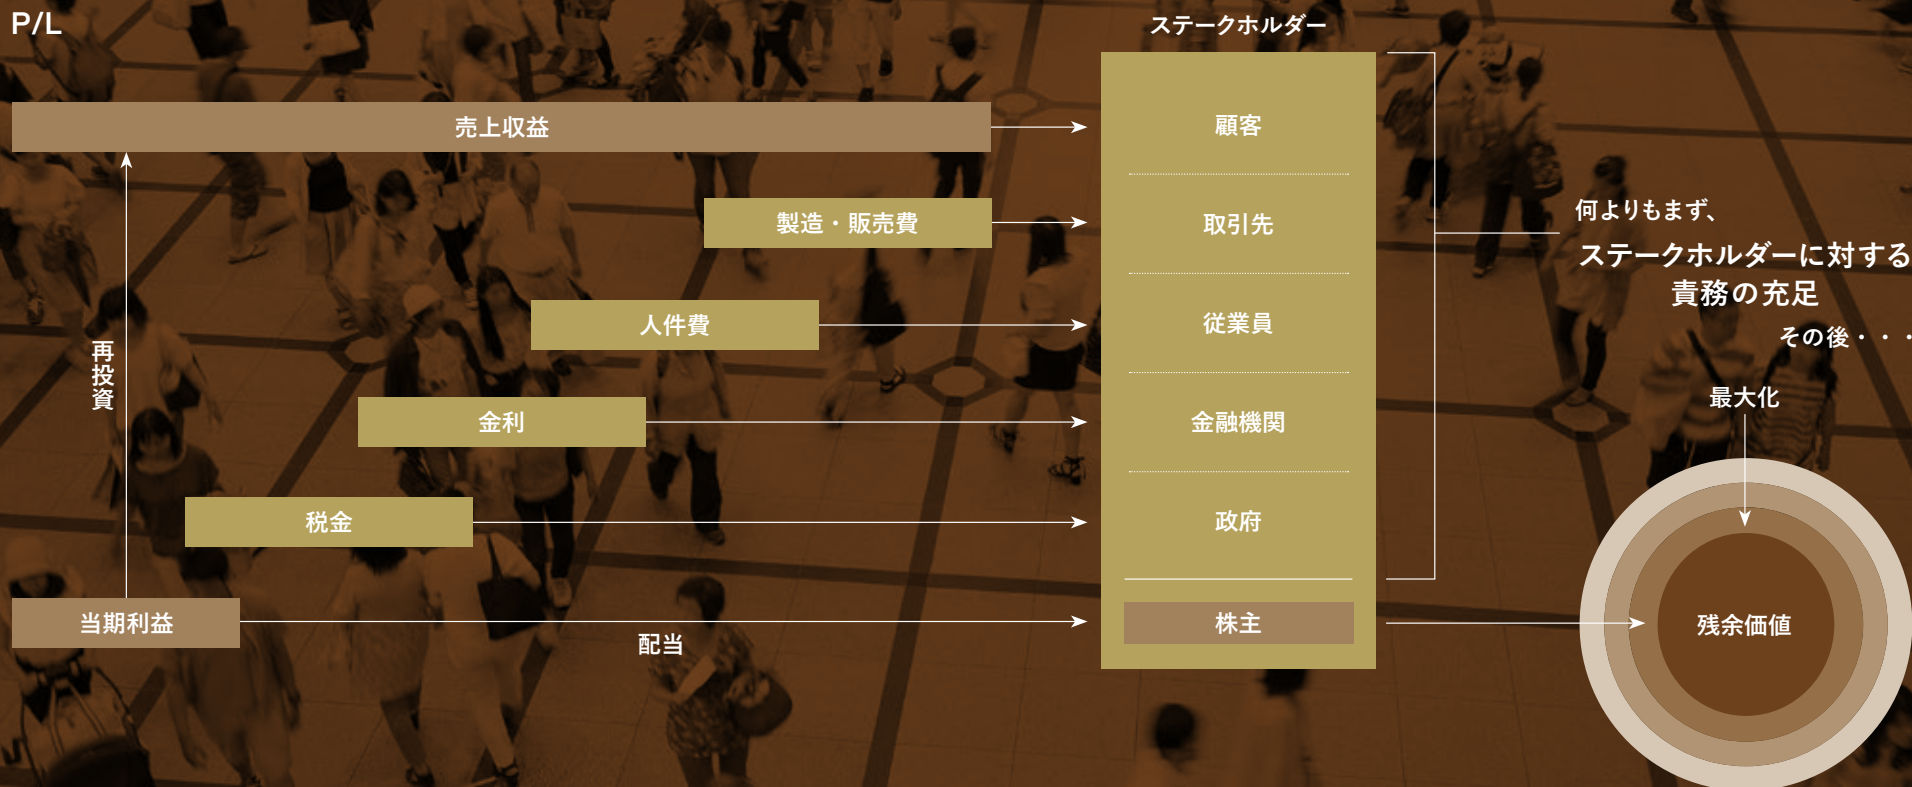 P/L
ステークホルダー
売上収益
顧客
製造・販売費
取引先
何よりもまず、
ステークホルダーに対する
責務の充足
その後・・・
人件費
従業員
再投資
最大化
金利
金融機関
税金
政府
当期利益
配当
株主
残余価値